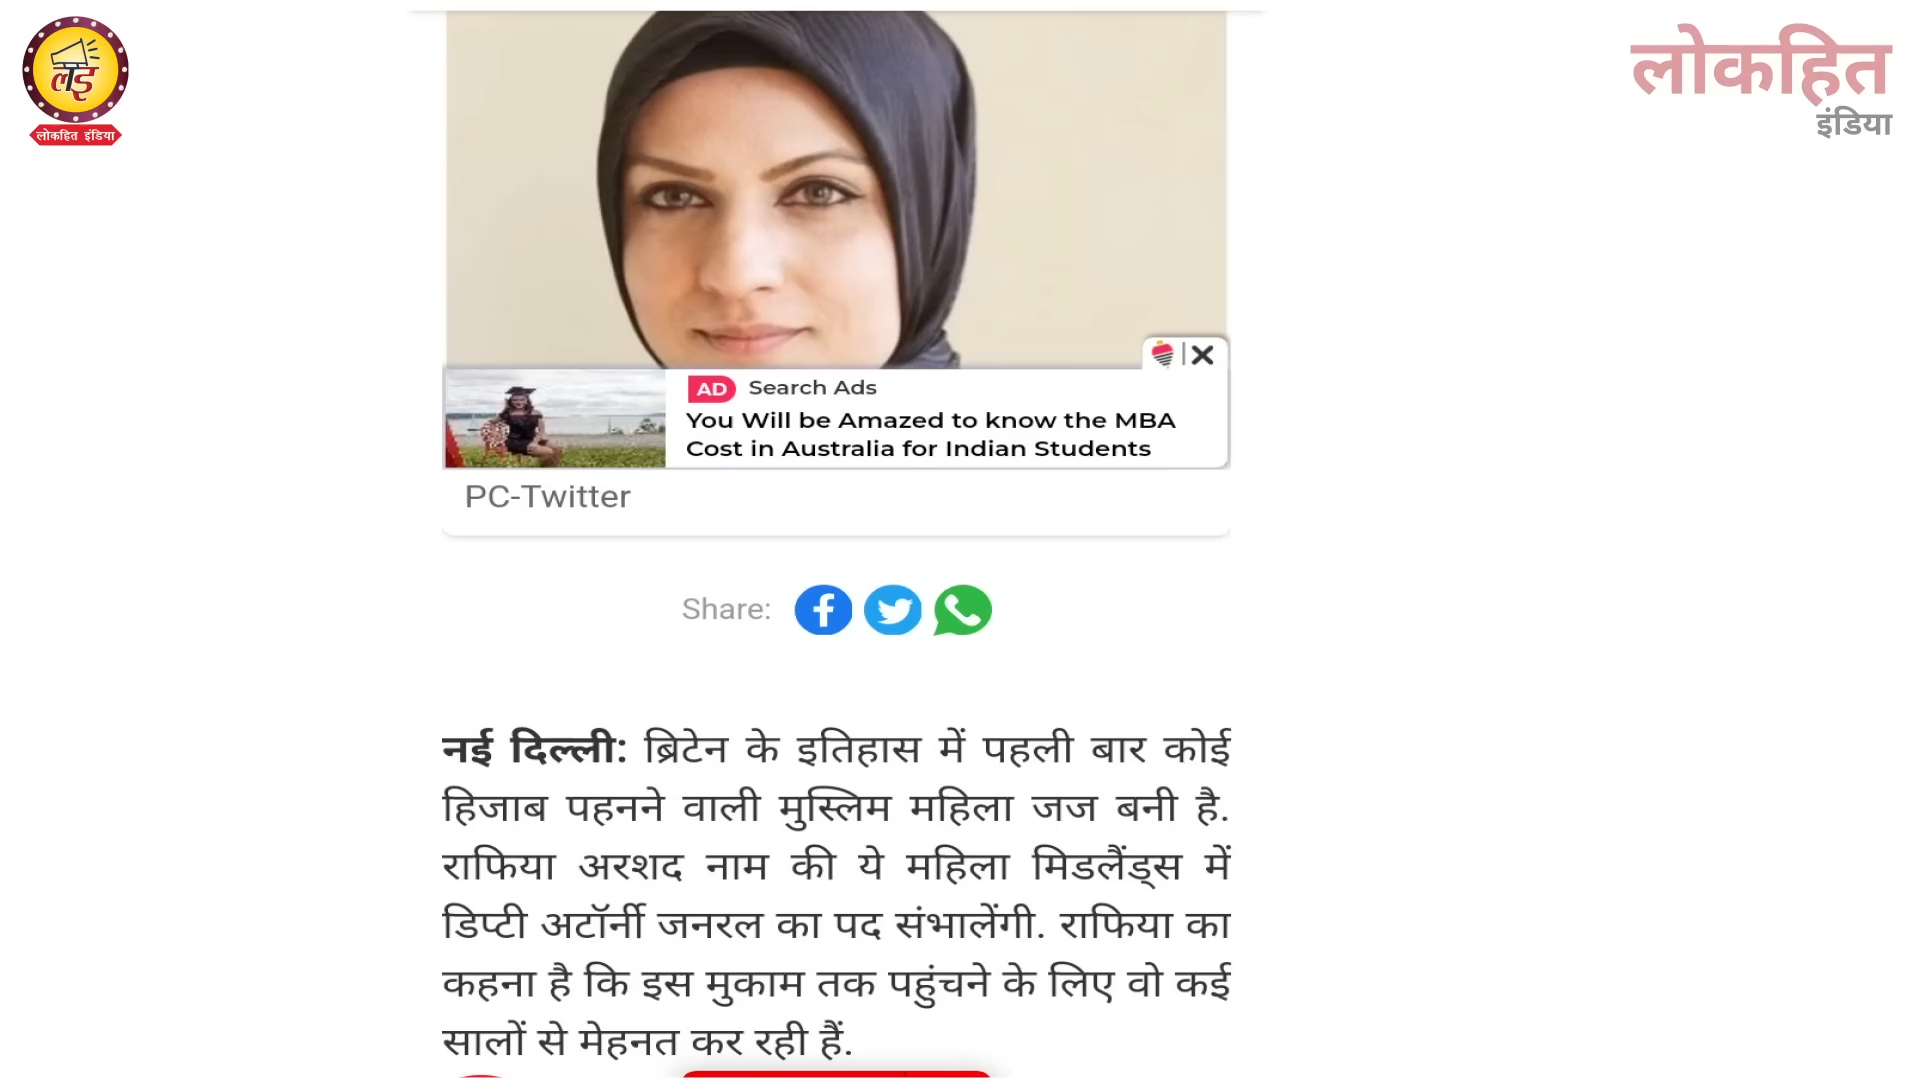 लइ
लोकहित इंडिया
लोकहित
इंडिया
AD Search Ads
You Will be Amazed to know the MBA
Cost in Australia for Indian Students
PC-Twitter
Share:
नई दिल्ली: ब्रिटेन के इतिहास में पहली बार कोई
हिजाब पहनने वाली मुस्लिम महिला जज बनी है.
राफिया अरशद नाम की ये महिला मिडलैंड्स में
डिप्टी अटॉर्नी जनरल का पद संभालेंगी. राफिया का
कहना है कि इस मुकाम तक पहुंचने के लिए वो कई
सालों से मेहनत कर रही हैं.